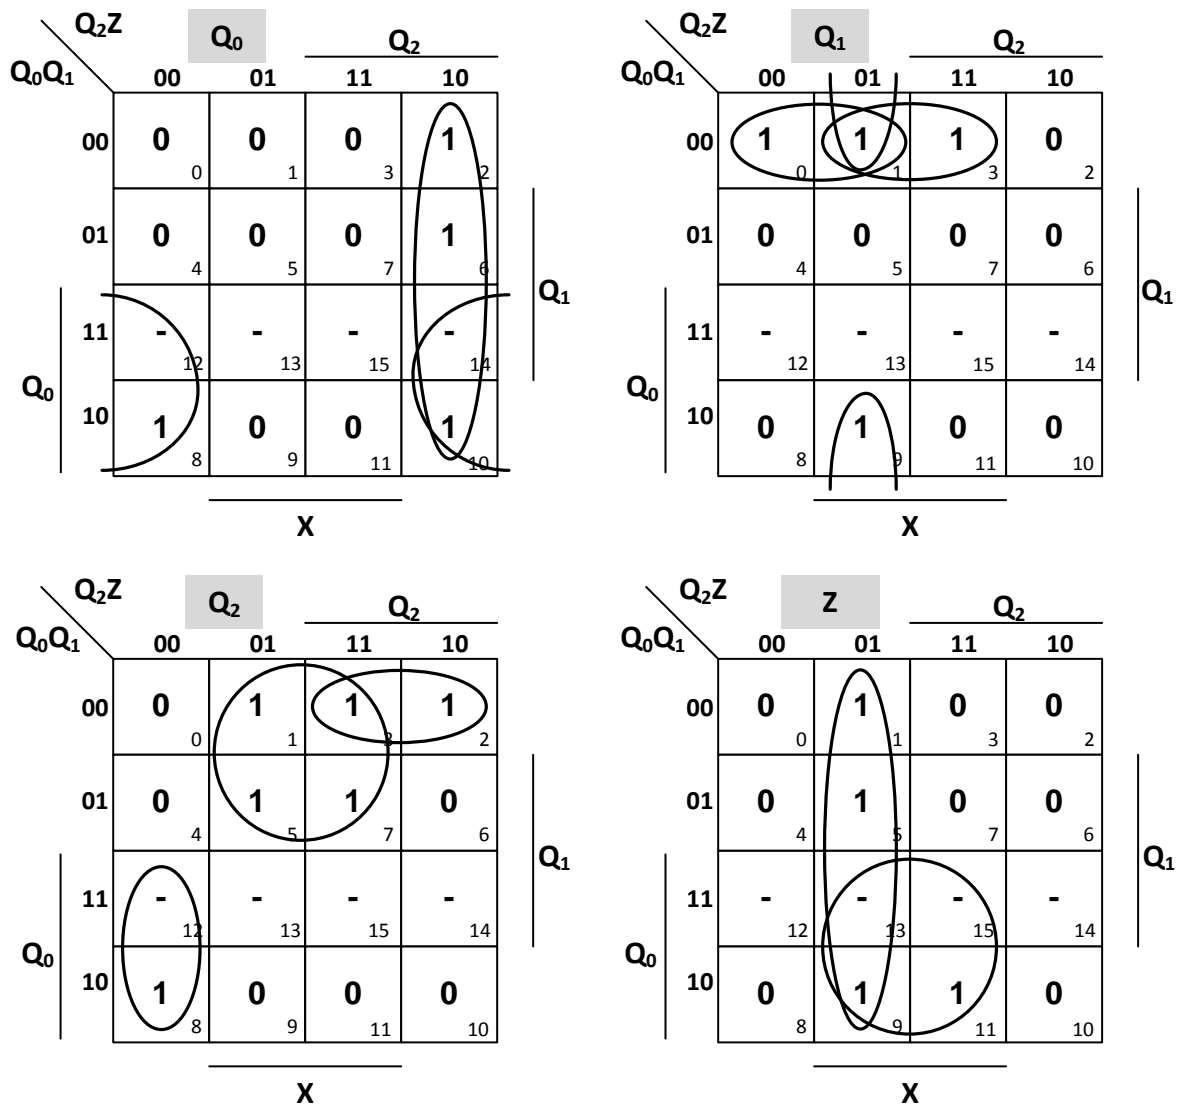 Q₂Z Q₀ Q₂
Q₀Q₁ 00 01 11 10
00 0 0 0 1
0 1 3 2
01 0 0 0 1
4 5 7 6
Q₁
11 - - - -
12 13 15 14
Q₀
10 1 0 0 1
8 9 11 10
X
Q₂Z Q₁ Q₂
Q₀Q₁ 00 01 11 10
00 1 1 1 0
0 1 3 2
01 0 0 0 0
4 5 7 6
Q₁
11 - - - -
12 13 15 14
Q₀
10 0 1 0 0
8 9 11 10
X
Q₂Z Q₂ Q₂
Q₀Q₁ 00 01 11 10
00 0 1 1 1
0 1 3 2
01 0 1 1 0
4 5 7 6
Q₁
11 - - - -
12 13 15 14
Q₀
10 1 0 0 0
8 9 11 10
X
Q₂Z Z Q₂
Q₀Q₁ 00 01 11 10
00 0 1 0 0
0 1 3 2
01 0 1 0 0
4 5 7 6
Q₁
11 - - - -
12 13 15 14
Q₀
10 0 1 1 0
8 9 11 10
X